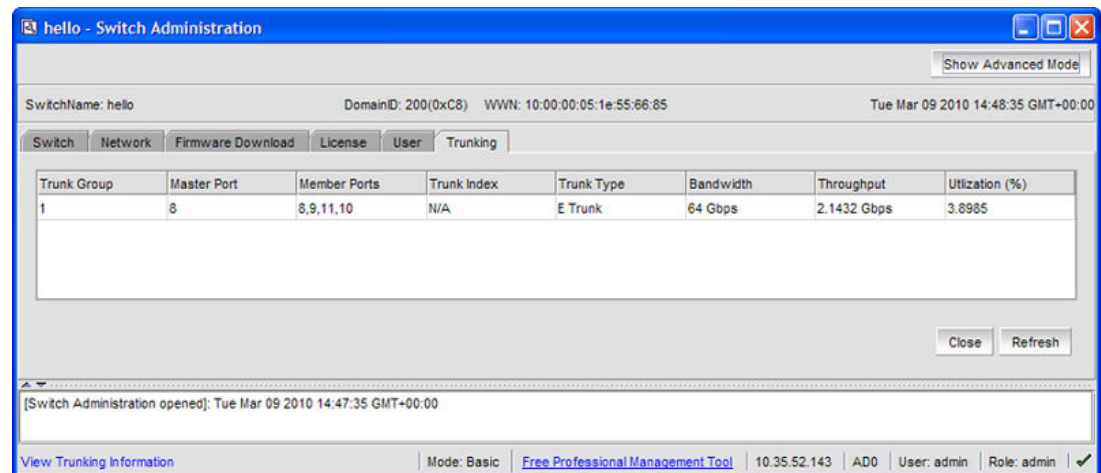 hello - Switch Administration
Show Advanced Mode
SwitchName: hello DomainID: 200(0xC8) WWN: 10:00:00:05:1e:55:66:85 Tue Mar 09 2010 14:48:35 GMT+00:00
Switch Network Firmware Download License User Trunking
Trunk Group Master Port Member Ports Trunk Index Trunk Type Bandwidth Throughput Utlization (%)
1 8 8,9,11,10 N/A E Trunk 64 Gbps 2.1432 Gbps 3.8985
Close Refresh
[Switch Administration opened]: Tue Mar 09 2010 14:47:35 GMT+00:00
View Trunking Information Mode: Basic Free Professional Management Tool 10.35.52.143 AD0 User: admin Role: admin